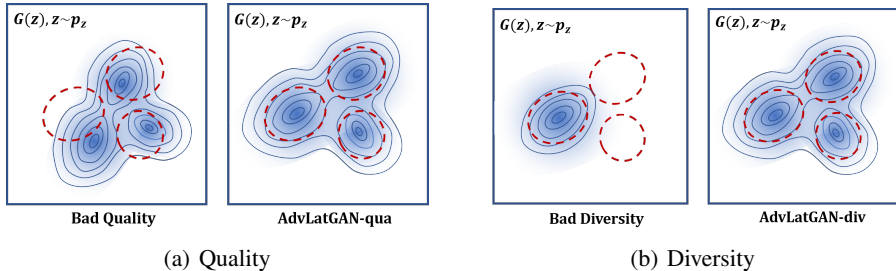 G(z), z~p_z
G(z), z~p_z
G(z), z~p_z
G(z), z~p_z
Bad Quality
AdvLatGAN-qua
Bad Diversity
AdvLatGAN-div
(a) Quality
(b) Diversity